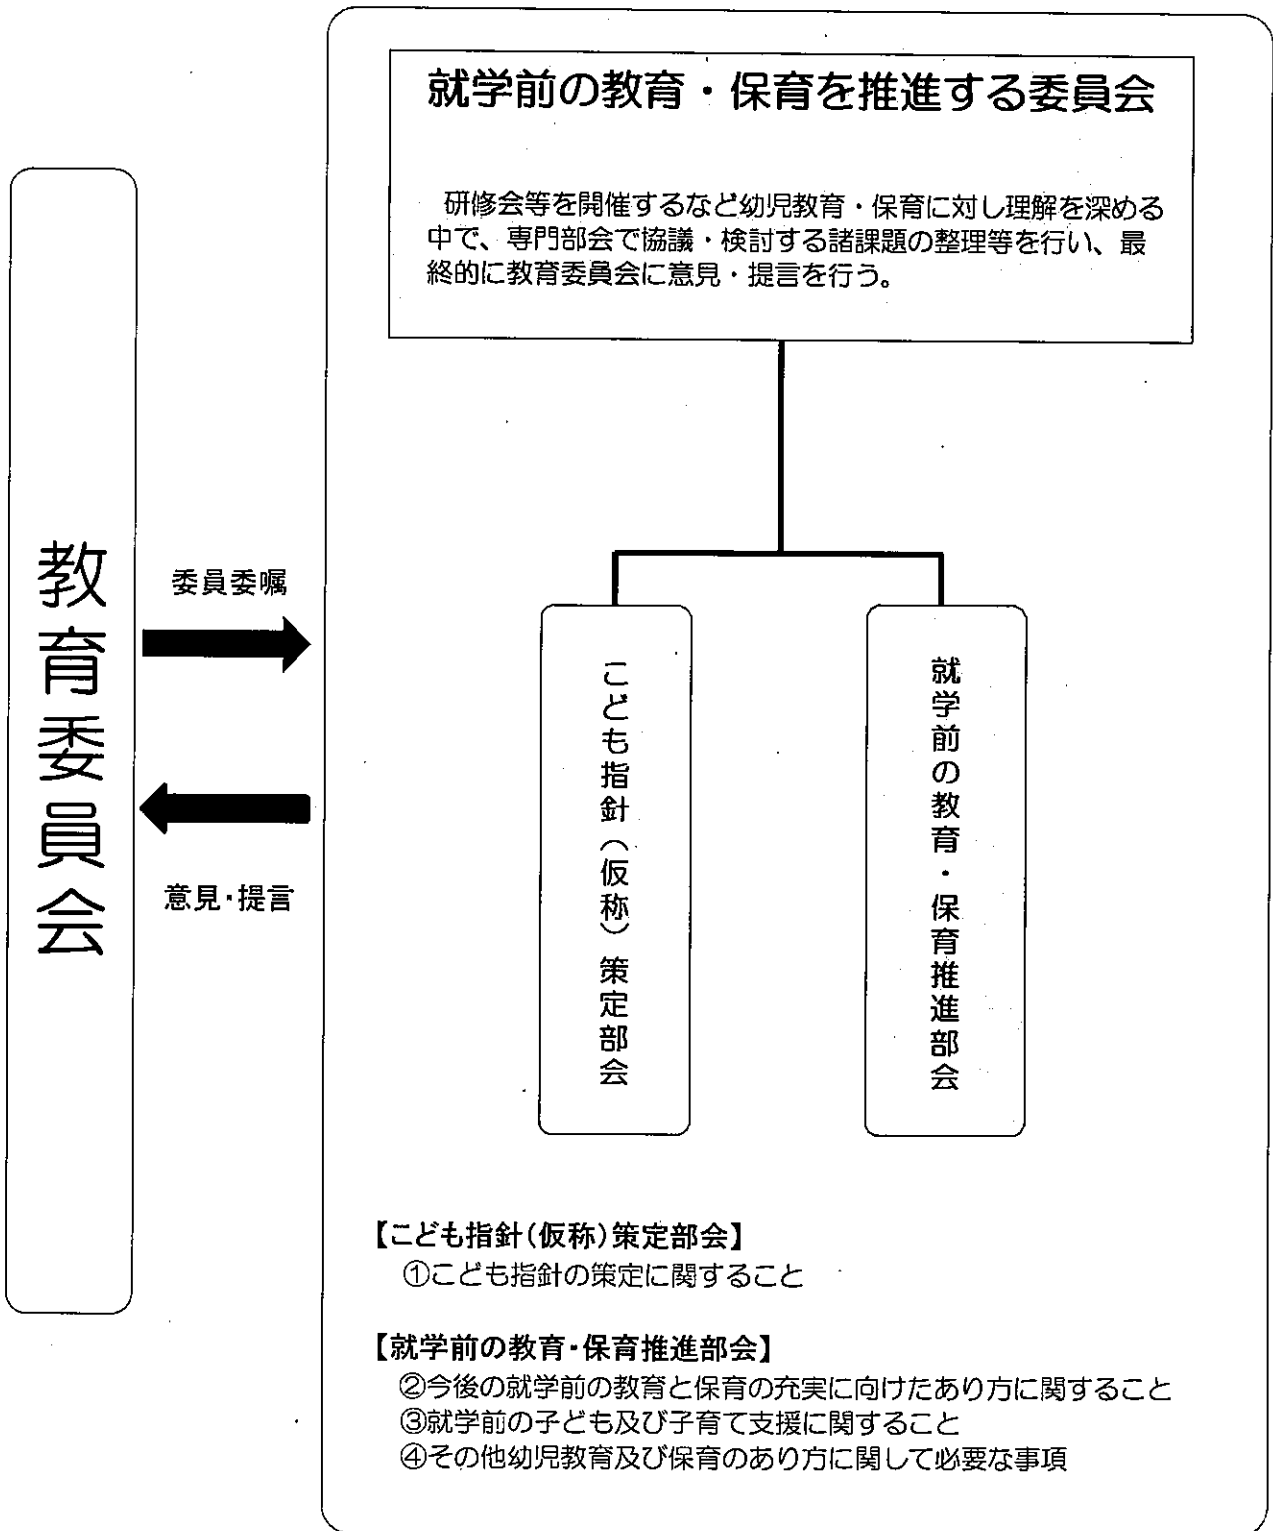 就学前の教育・保育を推進する委員会
研修会等を開催するなど幼児教育・保育に対し理解を深める
中で、専門部会で協議・検討する諸課題の整理等を行い、最
終的に教育委員会に意見・提言を行う。
教育委員会
委員委嘱
意見・提言
こども指針（仮称）策定部会
就学前の教育・保育推進部会
【こども指針(仮称)策定部会】
①こども指針の策定に関すること
【就学前の教育・保育推進部会】
②今後の就学前の教育と保育の充実に向けたあり方に関すること
③就学前の子ども及び子育て支援に関すること
④その他幼児教育及び保育のあり方に関して必要な事項